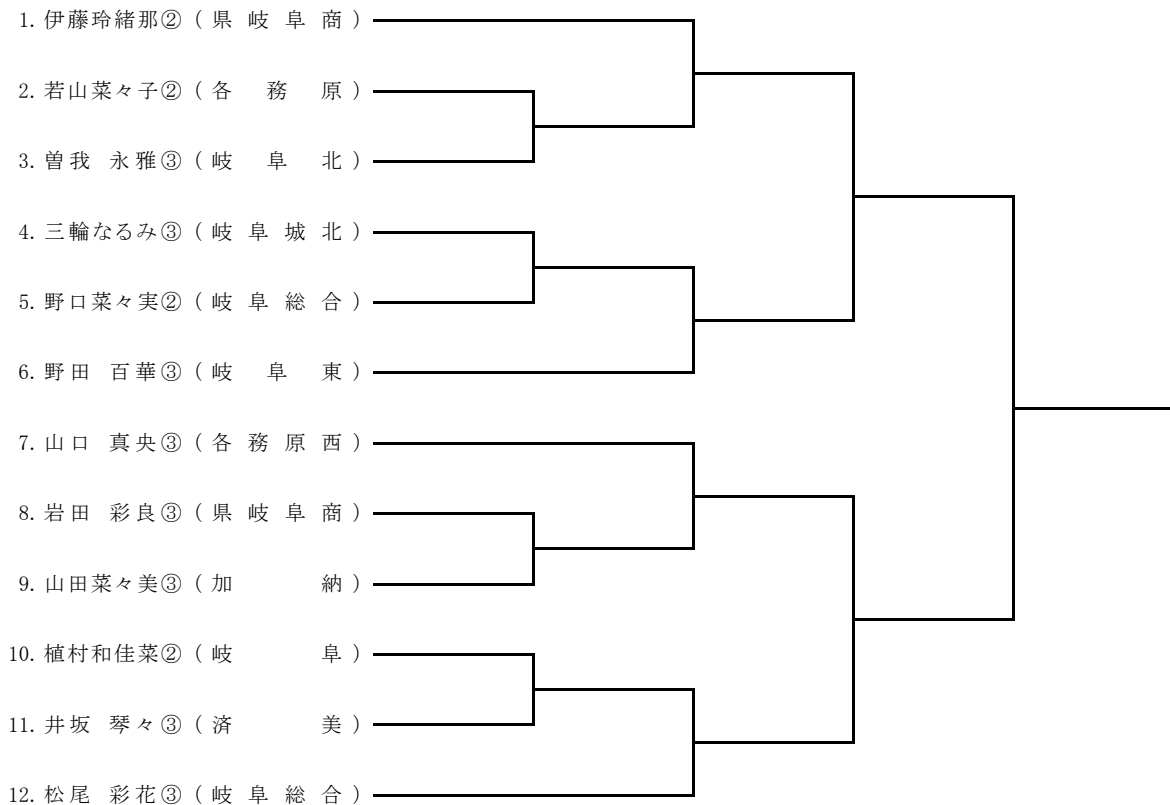 1. 伊藤玲緒那②（県岐阜商）
2. 若山菜々子②（各務原）
3. 曽我 永雅③（岐阜北）
4. 三輪なるみ③（岐阜城北）
5. 野口菜々実②（岐阜総合）
6. 野田 百華③（岐阜東）
7. 山口 真央③（各務原西）
8. 岩田 彩良③（県岐阜商）
9. 山田菜々美③（加納）
10. 植村和佳菜②（岐阜）
11. 井坂 琴々③（済美）
12. 松尾 彩花③（岐阜総合）